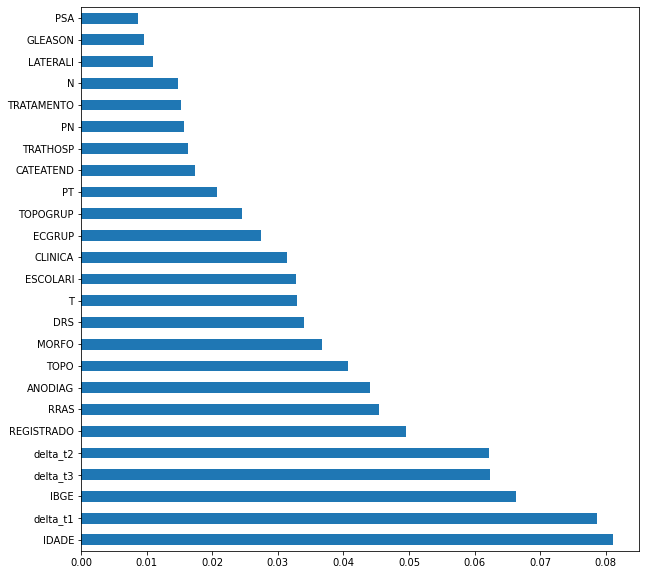 PSA
GLEASON
LATERALI
N
TRATAMENTO
PN
TRATHOSP
CATEATEND
PT
TOPOGRUP
ECGRUP
CLINICA
ESCOLARI
T
DRS
MORFO
TOPO
ANODIAG
RRAS
REGISTRADO
delta_t2
delta_t3
IBGE
delta_t1
IDADE
0.00 0.01 0.02 0.03 0.04 0.05 0.06 0.07 0.08